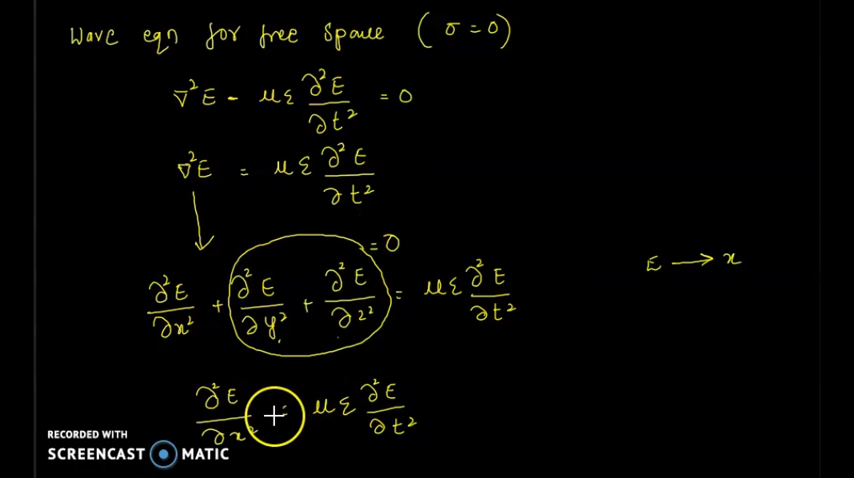 Wave eqn for free space (σ = 0)
∇²E - με ∂²E/∂t² = 0
∇²E = με ∂²E/∂t²
= 0
E → x
∂²E/∂x² + ∂²E/∂y² + ∂²E/∂z² = με ∂²E/∂t²
∂²E/∂x² = με ∂²E/∂t²
RECORDED WITH
SCREENCAST MATIC